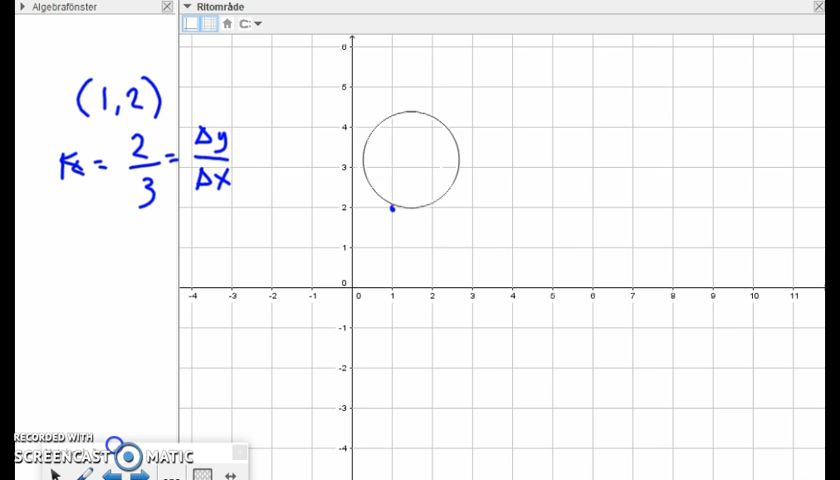 Algebrafönster
Ritområde
C:
(1,2)
K = 2/3 = Δy/Δx
6
5
4
3
2
1
0
-4 -3 -2 -1 0 1 2 3 4 5 6 7 8 9 10 11
-1
-2
-3
-4
RECORDED WITH
SCREENCAST MATIC